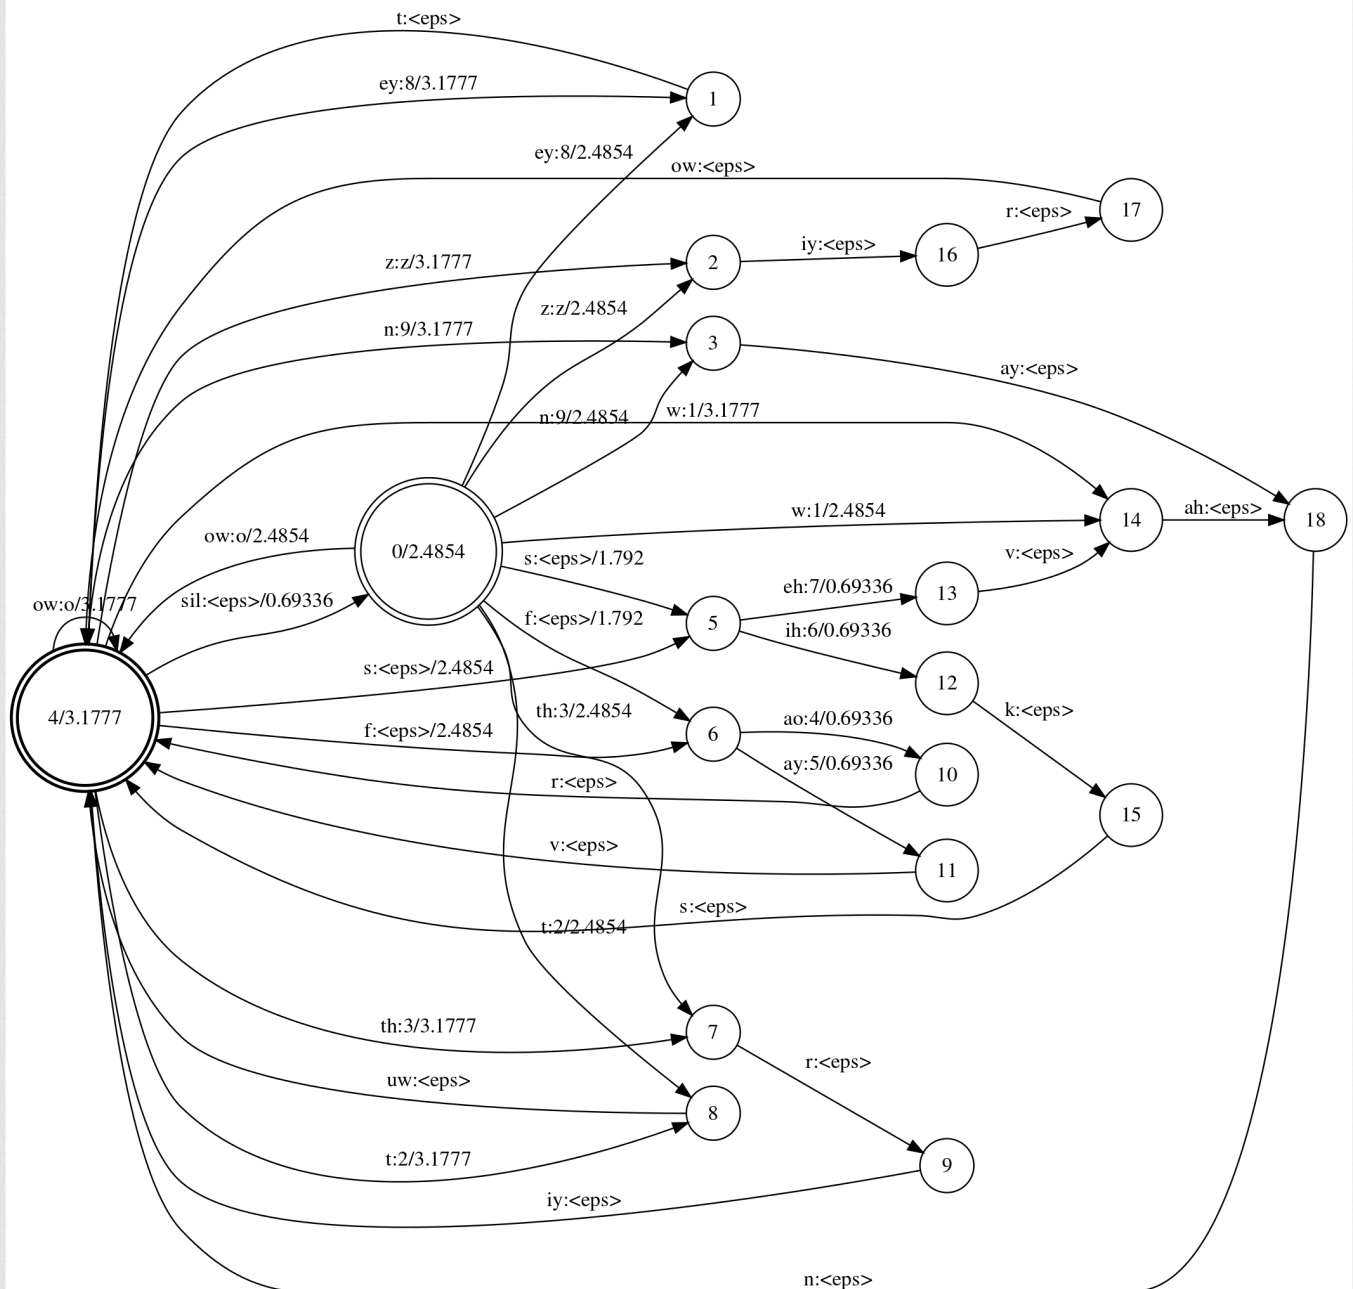 t:<eps>
ey:8/3.1777
1
ey:8/2.4854
ow:<eps>
17
r:<eps>
iy:<eps>
16
z:z/3.1777
2
z:z/2.4854
n:9/3.1777
3
ay:<eps>
n:9/2.4854
w:1/3.1777
w:1/2.4854
14
ah:<eps>
18
ow:o/2.4854
0/2.4854
s:<eps>/1.792
v:<eps>
eh:7/0.69336
13
ow:o/3.1777
sil:<eps>/0.69336
f:<eps>/1.792
5
ih:6/0.69336
s:<eps>/2.4854
12
4/3.1777
k:<eps>
th:3/2.4854
ao:4/0.69336
f:<eps>/2.4854
6
ay:5/0.69336
10
r:<eps>
15
v:<eps>
11
s:<eps>
t:2/2.4854
th:3/3.1777
7
r:<eps>
uw:<eps>
8
t:2/3.1777
9
iy:<eps>
n:<eps>